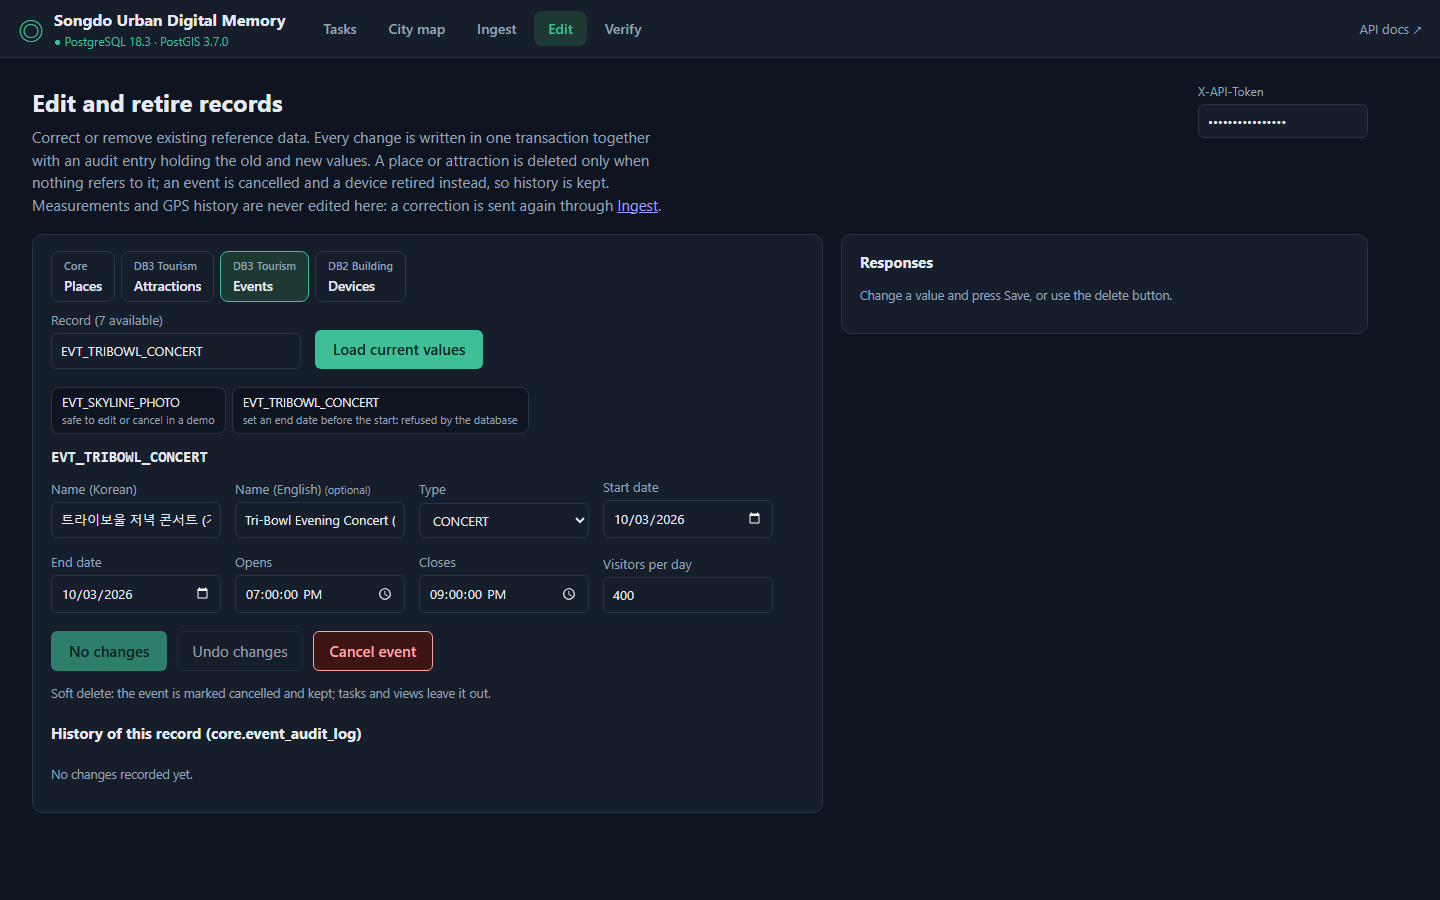 Songdo Urban Digital Memory
● PostgreSQL 18.3 · PostGIS 3.7.0
Tasks
City map
Ingest
Edit
Verify
API docs ↗
Edit and retire records
Correct or remove existing reference data. Every change is written in one transaction together
with an audit entry holding the old and new values. A place or attraction is deleted only when
nothing refers to it; an event is cancelled and a device retired instead, so history is kept.
Measurements and GPS history are never edited here: a correction is sent again through Ingest.
X-API-Token
••••••••••••••••
Core
Places
DB3 Tourism
Attractions
DB3 Tourism
Events
DB2 Building
Devices
Record (7 available)
EVT_TRIBOWL_CONCERT
Load current values
EVT_SKYLINE_PHOTO
safe to edit or cancel in a demo
EVT_TRIBOWL_CONCERT
set an end date before the start: refused by the database
EVT_TRIBOWL_CONCERT
Name (Korean)
트라이보울 저녁 콘서트
Name (English) (optional)
Tri-Bowl Evening Concert (
Type
CONCERT
Start date
10/03/2026
End date
10/03/2026
Opens
07:00:00 PM
Closes
09:00:00 PM
Visitors per day
400
No changes
Undo changes
Cancel event
Soft delete: the event is marked cancelled and kept; tasks and views leave it out.
History of this record (core.event_audit_log)
No changes recorded yet.
Responses
Change a value and press Save, or use the delete button.